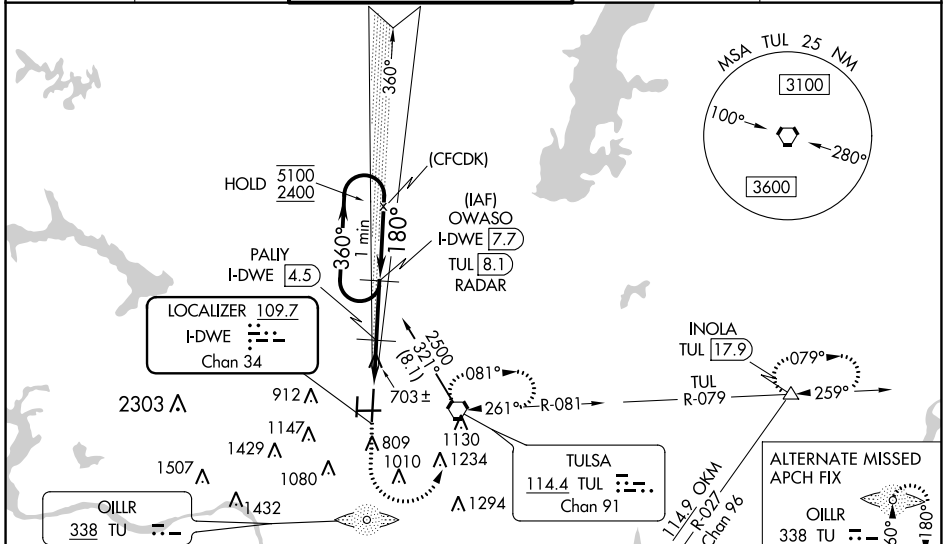 MSA TUL 25 NM
3100
100°
280°
3600
360°
(CFCDK)
HOLD 5100
2400
360°
1 min
180°
(IAF)
OWASO
I-DWE 7.7
TUL 8.1
RADAR
PALIY
I-DWE 4.5
LOCALIZER 109.7
I-DWE
Chan 34
2500
321°
(8.1)
INOLA
TUL 17.9
079°
081°
TUL
R-079
259°
703±
261°
R-081
2303
912
1147
1429
809
1130
1010
1234
1507
1080
1432
1294
TULSA
114.4 TUL
Chan 91
114.9 OKM
R-027
Chan 96
OILLR
338 TU
ALTERNATE MISSED
APCH FIX
OILLR
338 TU
180°